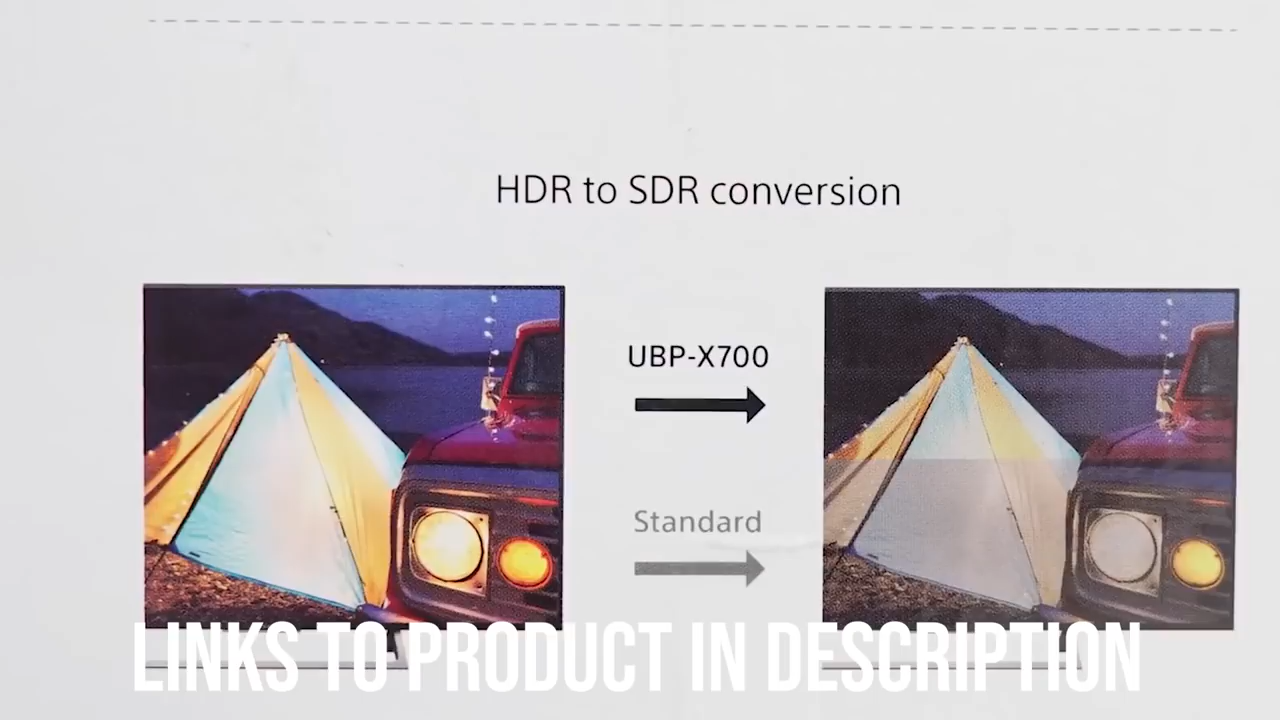 HDR to SDR conversion
UBP-X700
Standard
LINKS TO PRODUCT IN DESCRIPTION